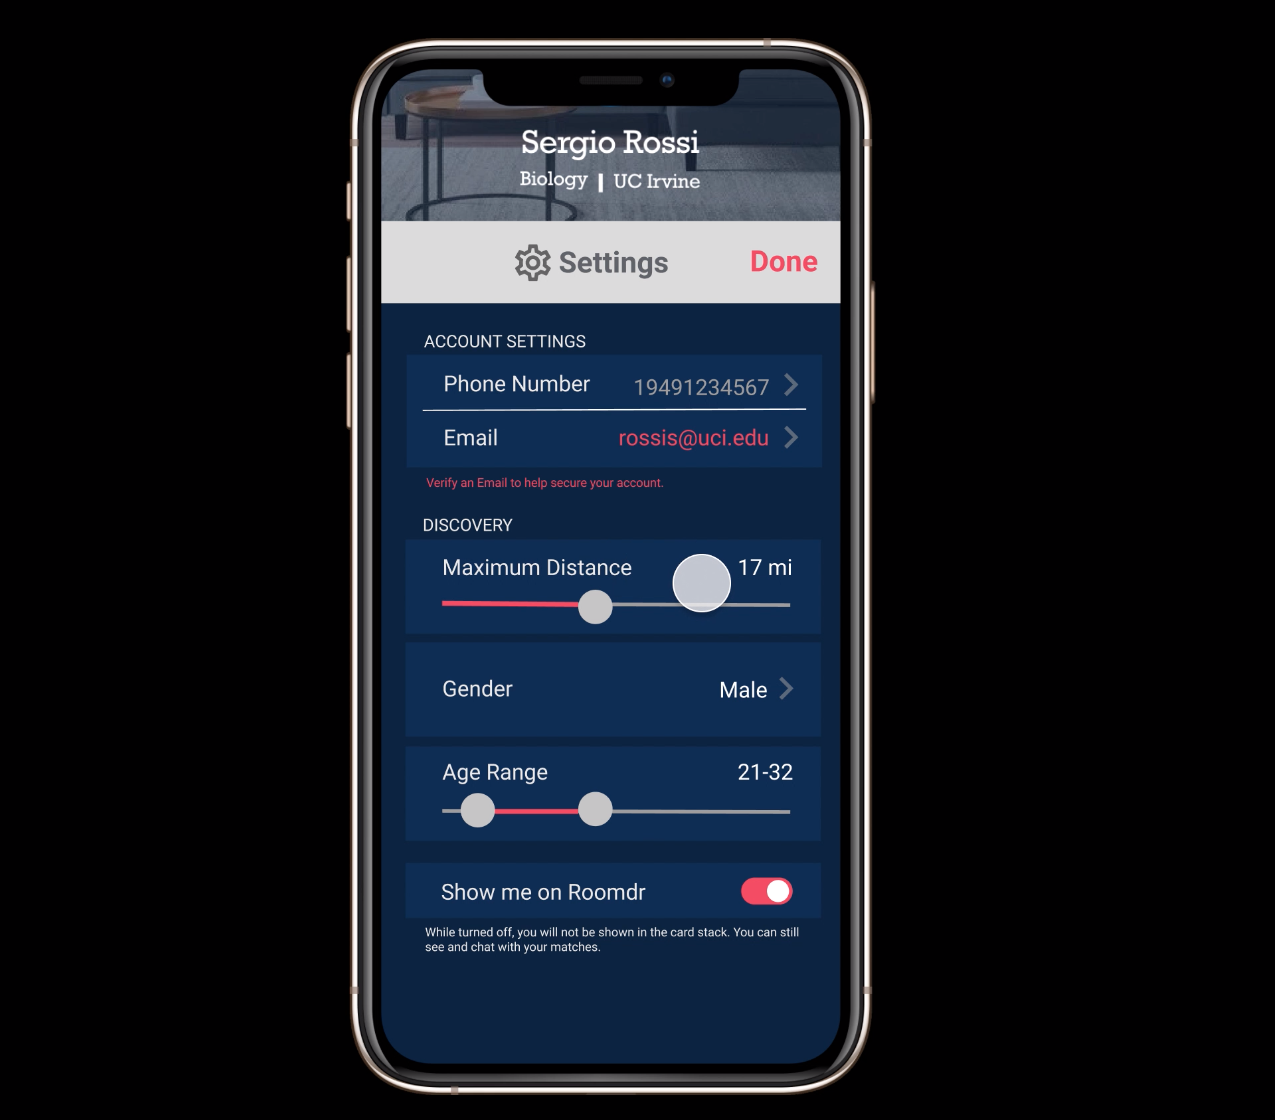 Sergio Rossi
Biology | UC Irvine
Settings Done
ACCOUNT SETTINGS
Phone Number 19491234567
Email rossis@uci.edu
Verify an Email to help secure your account.
DISCOVERY
Maximum Distance 17 mi
Gender Male
Age Range 21-32
Show me on Roomdr
While turned off, you will not be shown in the card stack. You can still
see and chat with your matches.